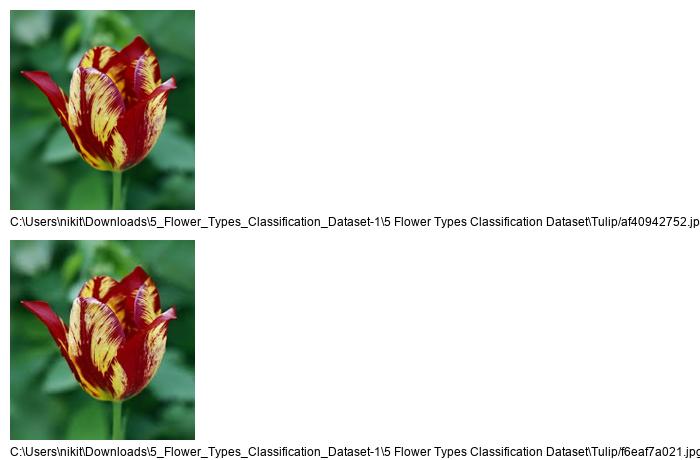 C:\Users\nikit\Downloads\5_Flower_Types_Classification_Dataset-1\5 Flower Types Classification Dataset\Tulip/af40942752.jp
C:\Users\nikit\Downloads\5_Flower_Types_Classification_Dataset-1\5 Flower Types Classification Dataset\Tulip/f6eaf7a021.jpg